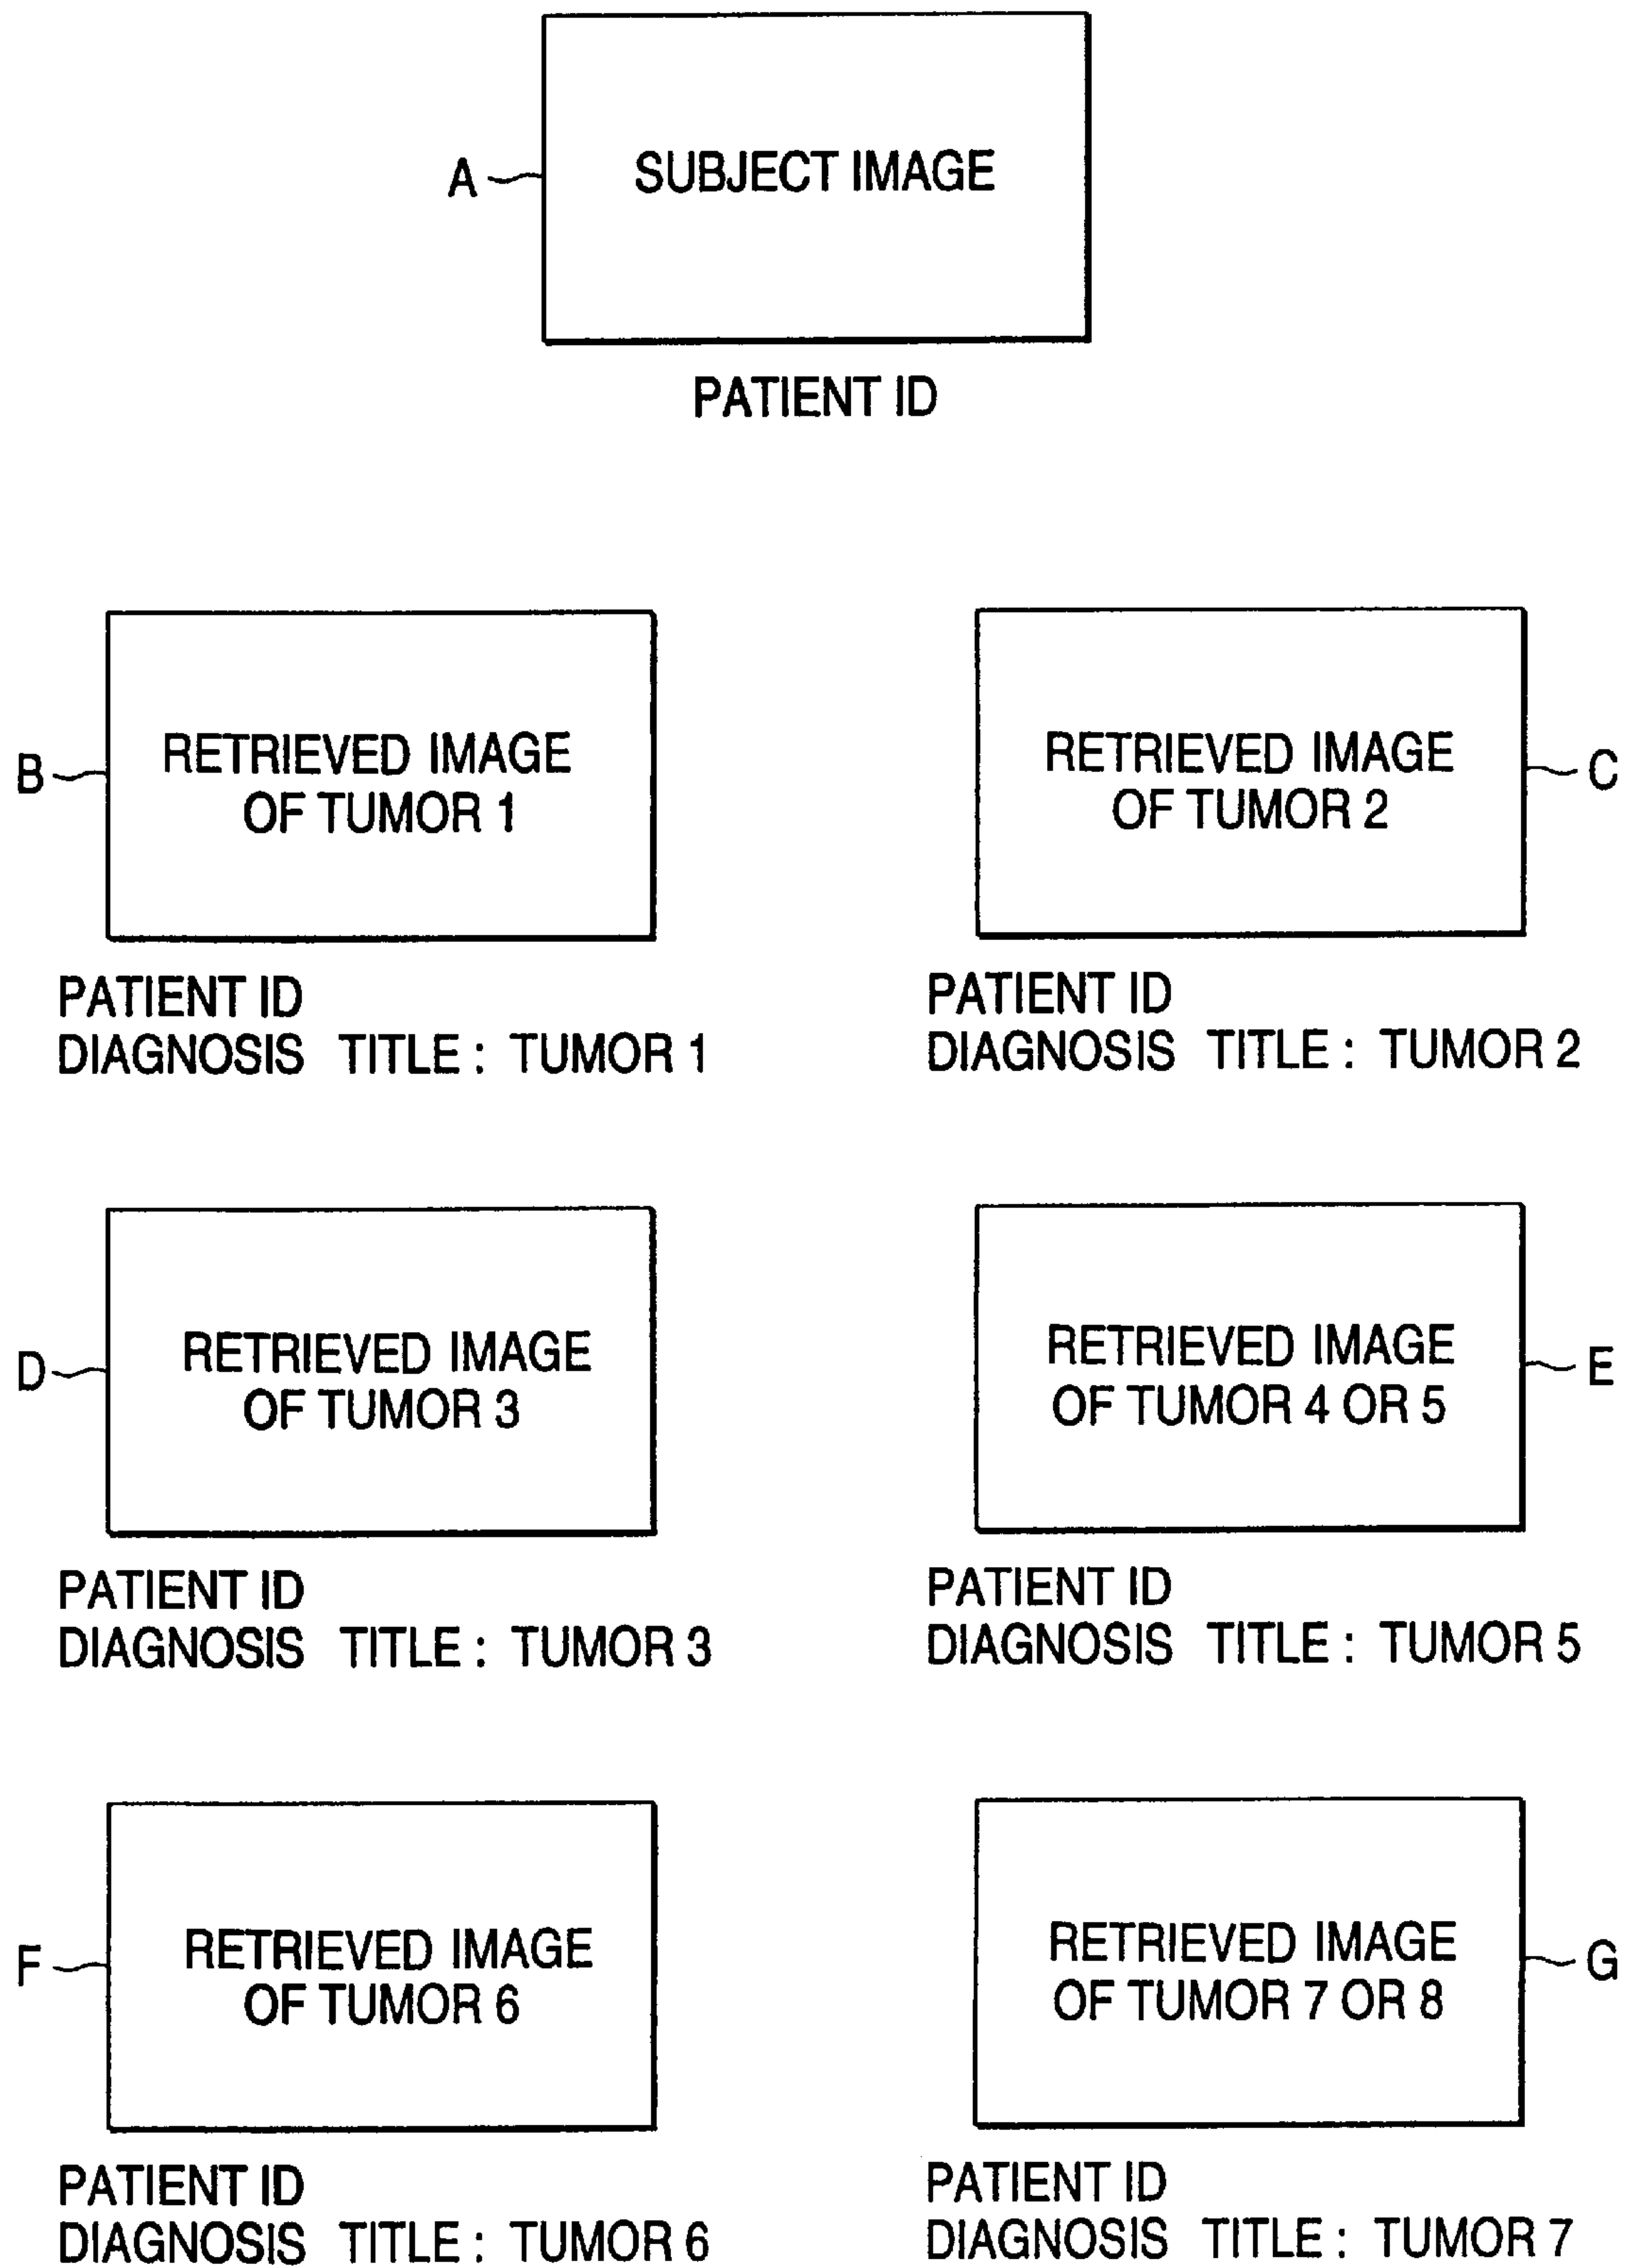 A
SUBJECT IMAGE
PATIENT ID
B
RETRIEVED IMAGE
OF TUMOR 1
PATIENT ID
DIAGNOSIS TITLE : TUMOR 1
RETRIEVED IMAGE
OF TUMOR 2
C
PATIENT ID
DIAGNOSIS TITLE : TUMOR 2
D
RETRIEVED IMAGE
OF TUMOR 3
PATIENT ID
DIAGNOSIS TITLE : TUMOR 3
RETRIEVED IMAGE
OF TUMOR 4 OR 5
E
PATIENT ID
DIAGNOSIS TITLE : TUMOR 5
F
RETRIEVED IMAGE
OF TUMOR 6
PATIENT ID
DIAGNOSIS TITLE : TUMOR 6
RETRIEVED IMAGE
OF TUMOR 7 OR 8
G
PATIENT ID
DIAGNOSIS TITLE : TUMOR 7